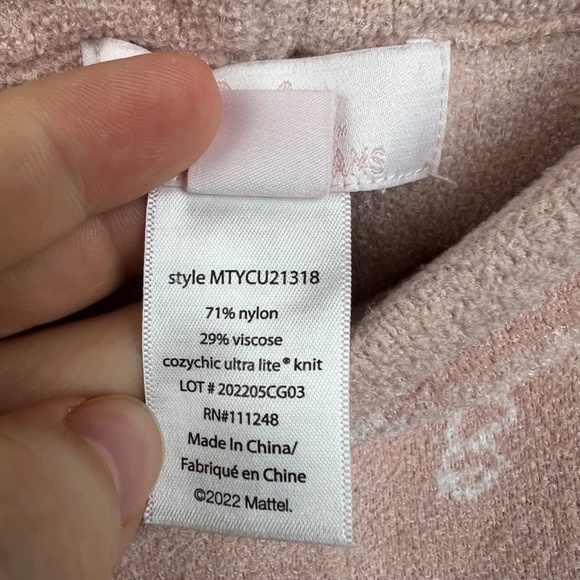 style MTYCU21318
71% nylon
29% viscose
cozychic ultra lite® knit
LOT # 202205CG03
RN#111248
Made In China/
Fabriqué en Chine
©2022 Mattel.